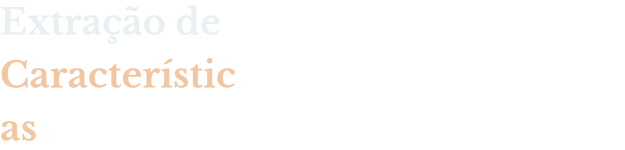 Extração de
Característic
as